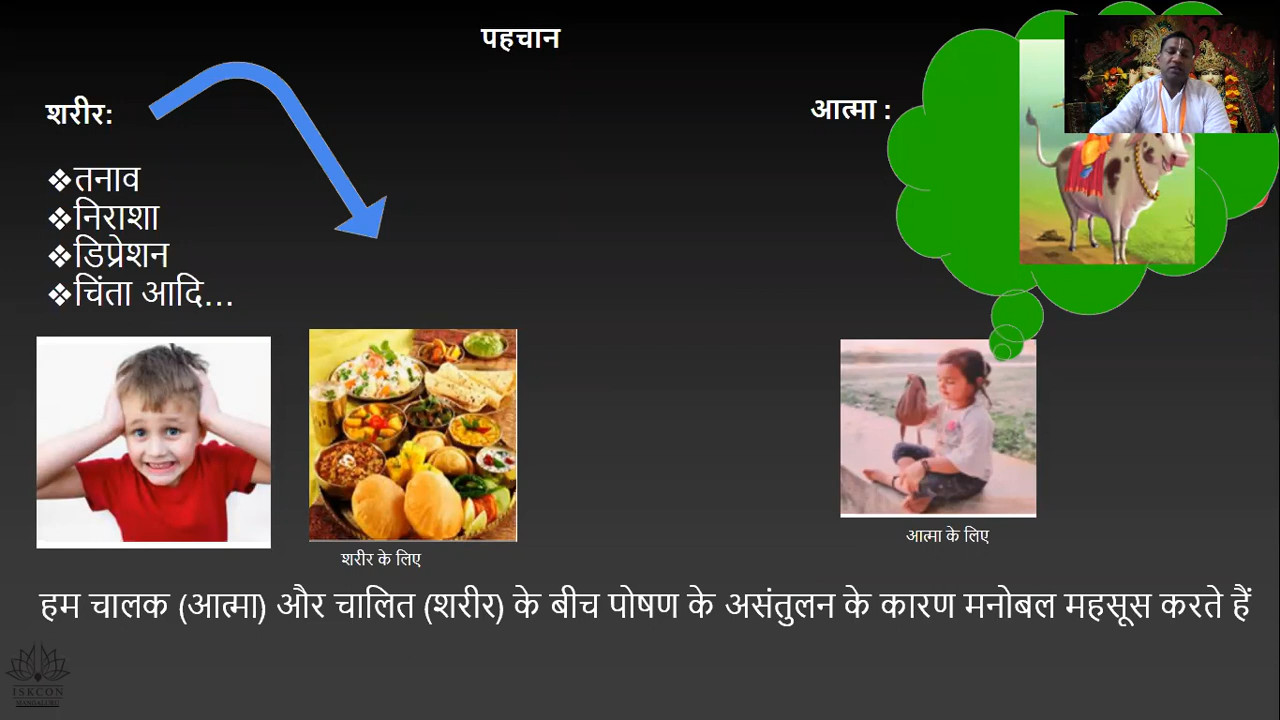 पहचान
शरीर:
आत्मा :
❖तनाव
❖निराशा
❖डिप्रेशन
❖चिंता आदि...
शरीर के लिए
आत्मा के लिए
हम चालक (आत्मा) और चालित (शरीर) के बीच पोषण के असंतुलन के कारण मनोबल महसूस करते हैं
ISKCON
MANGALURU